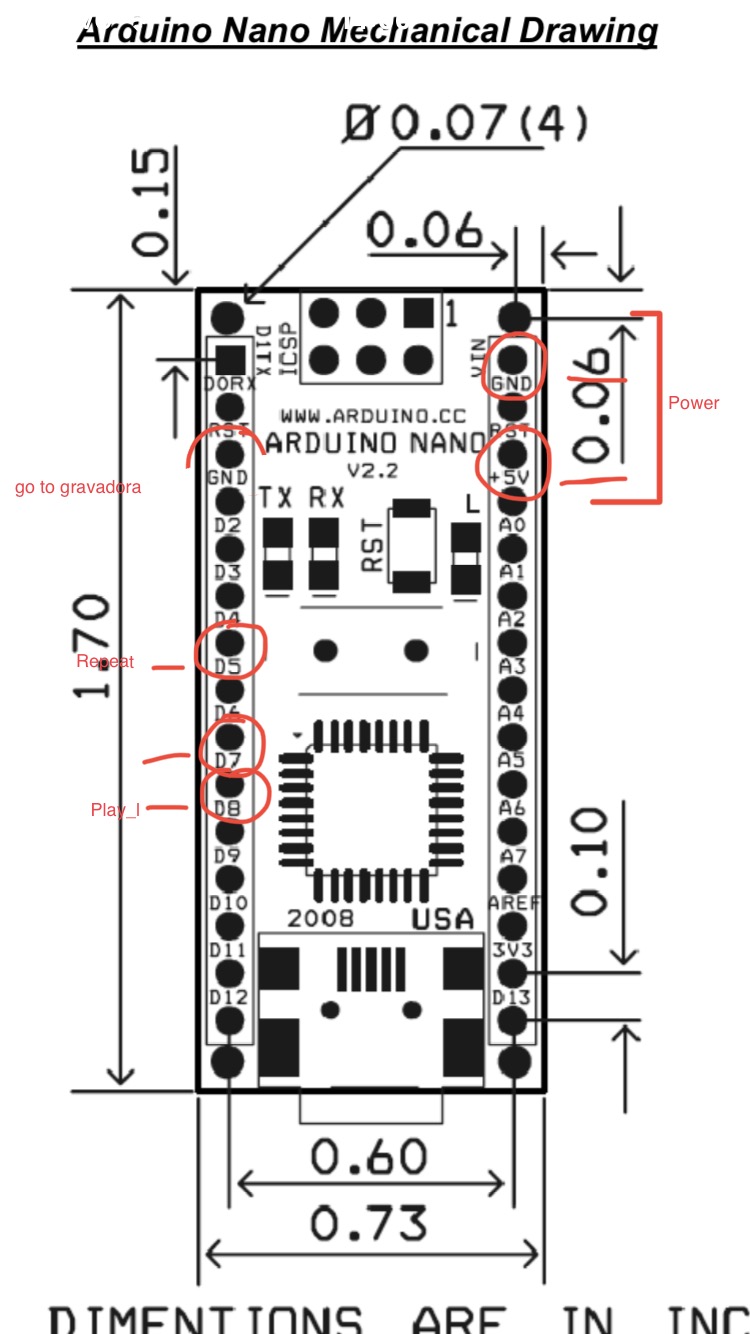 Arduino Nano Mechanical Drawing
Ø0.07(4)
0.15
0.06
1
D1TX
ICSP
VIN
0.06
DORX
GND
Power
WWW.ARDUINO.CC
RST
RST
ARDUINO NANO
V2.2
GND
+5V
go to gravadora
TX RX
L
RST
D2
A0
D3
A1
D4
A2
1.70
Repeat
D5
A3
D6
A4
D7
A5
Play_I
D8
A6
0.10
D9
A7
D10
AREF
2008 USA
D11
3V3
D12
D13
0.60
0.73
DIMENTIONS ARE IN INC